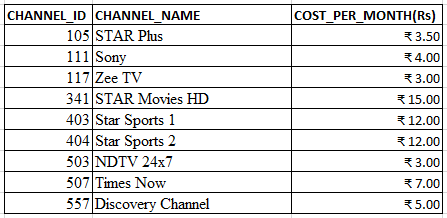 CHANNEL_ID CHANNEL_NAME COST_PER_MONTH(Rs)
105 STAR Plus ₹ 3.50
111 Sony ₹ 4.00
117 Zee TV ₹ 3.00
341 STAR Movies HD ₹ 15.00
403 Star Sports 1 ₹ 12.00
404 Star Sports 2 ₹ 12.00
503 NDTV 24x7 ₹ 3.00
507 Times Now ₹ 7.00
557 Discovery Channel ₹ 5.00